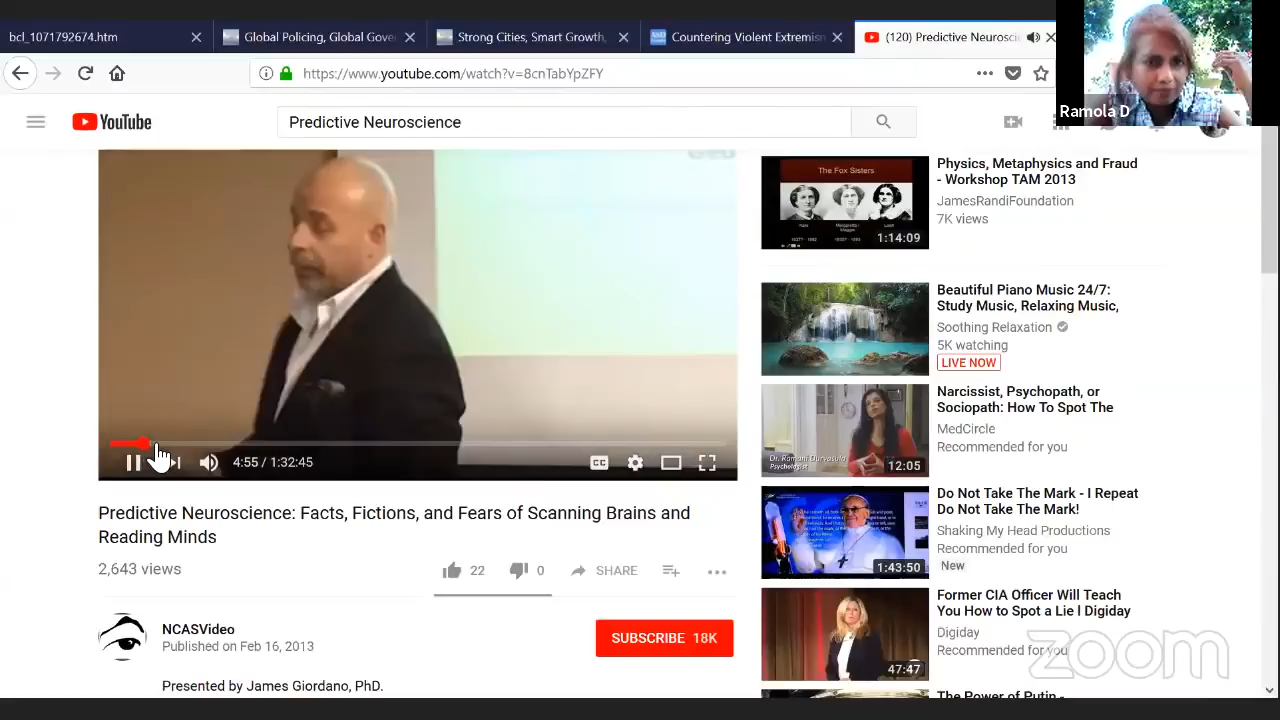 bcl_1071792674.htm
Global Policing, Global Gove
Strong Cities, Smart Growth,
Countering Violent Extremism
(120) Predictive Neurosci
https://www.youtube.com/watch?v=8cnTabYpZFY
Ramola D
YouTube
Predictive Neuroscience
4:55 / 1:32:45
CC
Predictive Neuroscience: Facts, Fictions, and Fears of Scanning Brains and
Reading Minds
2,643 views
22
0
SHARE
NCASVideo
Published on Feb 16, 2013
SUBSCRIBE 18K
Presented by James Giordano, PhD.
The Fox Sisters
1:14:09
Physics, Metaphysics and Fraud
- Workshop TAM 2013
JamesRandiFoundation
7K views
Beautiful Piano Music 24/7:
Study Music, Relaxing Music,
Soothing Relaxation
5K watching
LIVE NOW
Dr. Ramani Durvasula
Psychologist
12:05
Narcissist, Psychopath, or
Sociopath: How To Spot The
MedCircle
Recommended for you
1:43:50
Do Not Take The Mark - I Repeat
Do Not Take The Mark!
Shaking My Head Productions
Recommended for you
New
47:47
Former CIA Officer Will Teach
You How to Spot a Lie l Digiday
Digiday
Recommended for you
The Power of Putin -
zoom